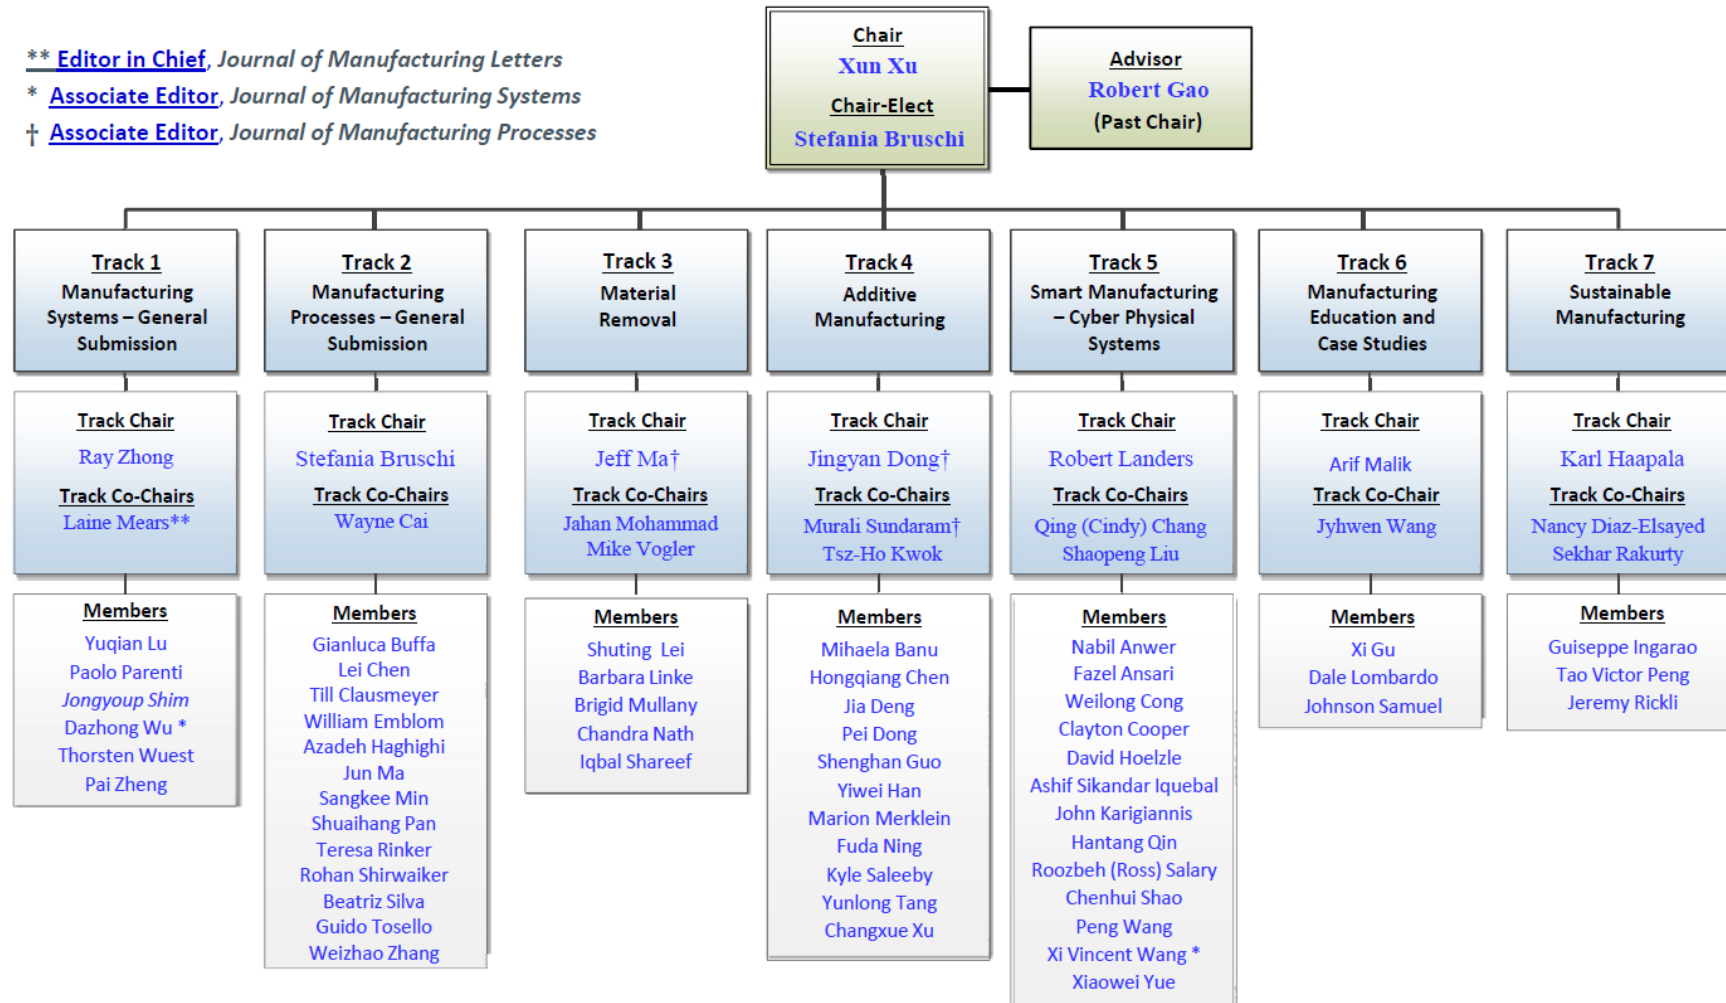 ** Editor in Chief, Journal of Manufacturing Letters
* Associate Editor, Journal of Manufacturing Systems
† Associate Editor, Journal of Manufacturing Processes
Chair
Xun Xu
Chair-Elect
Stefania Bruschi
Advisor
Robert Gao
(Past Chair)
Track 1
Manufacturing
Systems – General
Submission
Track Chair
Ray Zhong
Track Co-Chairs
Laine Mears**
Members
Yuqian Lu
Paolo Parenti
Jongyoup Shim
Dazhong Wu *
Thorsten Wuest
Pai Zheng
Track 2
Manufacturing
Processes – General
Submission
Track Chair
Stefania Bruschi
Track Co-Chairs
Wayne Cai
Members
Gianluca Buffa
Lei Chen
Till Clausmeyer
William Emblom
Azadeh Haghighi
Jun Ma
Sangkee Min
Shuaihang Pan
Teresa Rinker
Rohan Shirwaiker
Beatriz Silva
Guido Tosello
Weizhao Zhang
Track 3
Material
Removal
Track Chair
Jeff Ma†
Track Co-Chairs
Jahan Mohammad
Mike Vogler
Members
Shuting Lei
Barbara Linke
Brigid Mullany
Chandra Nath
Iqbal Shareef
Track 4
Additive
Manufacturing
Track Chair
Jingyan Dong†
Track Co-Chairs
Murali Sundaram†
Tsz-Ho Kwok
Members
Mihaela Banu
Hongqiang Chen
Jia Deng
Pei Dong
Shenghan Guo
Yiwei Han
Marion Merklein
Fuda Ning
Kyle Saleeby
Yunlong Tang
Changxue Xu
Track 5
Smart Manufacturing
– Cyber Physical
Systems
Track Chair
Robert Landers
Track Co-Chairs
Qing (Cindy) Chang
Shaopeng Liu
Members
Nabil Anwer
Fazel Ansari
Weilong Cong
Clayton Cooper
David Hoelzle
Ashif Sikandar Iquebal
John Karigiannis
Hantang Qin
Roozbeh (Ross) Salary
Chenhui Shao
Peng Wang
Xi Vincent Wang *
Xiaowei Yue
Track 6
Manufacturing
Education and
Case Studies
Track Chair
Arif Malik
Track Co-Chair
Jyhwen Wang
Members
Xi Gu
Dale Lombardo
Johnson Samuel
Track 7
Sustainable
Manufacturing
Track Chair
Karl Haapala
Track Co-Chairs
Nancy Diaz-Elsayed
Sekhar Rakurty
Members
Guiseppe Ingarao
Tao Victor Peng
Jeremy Rickli